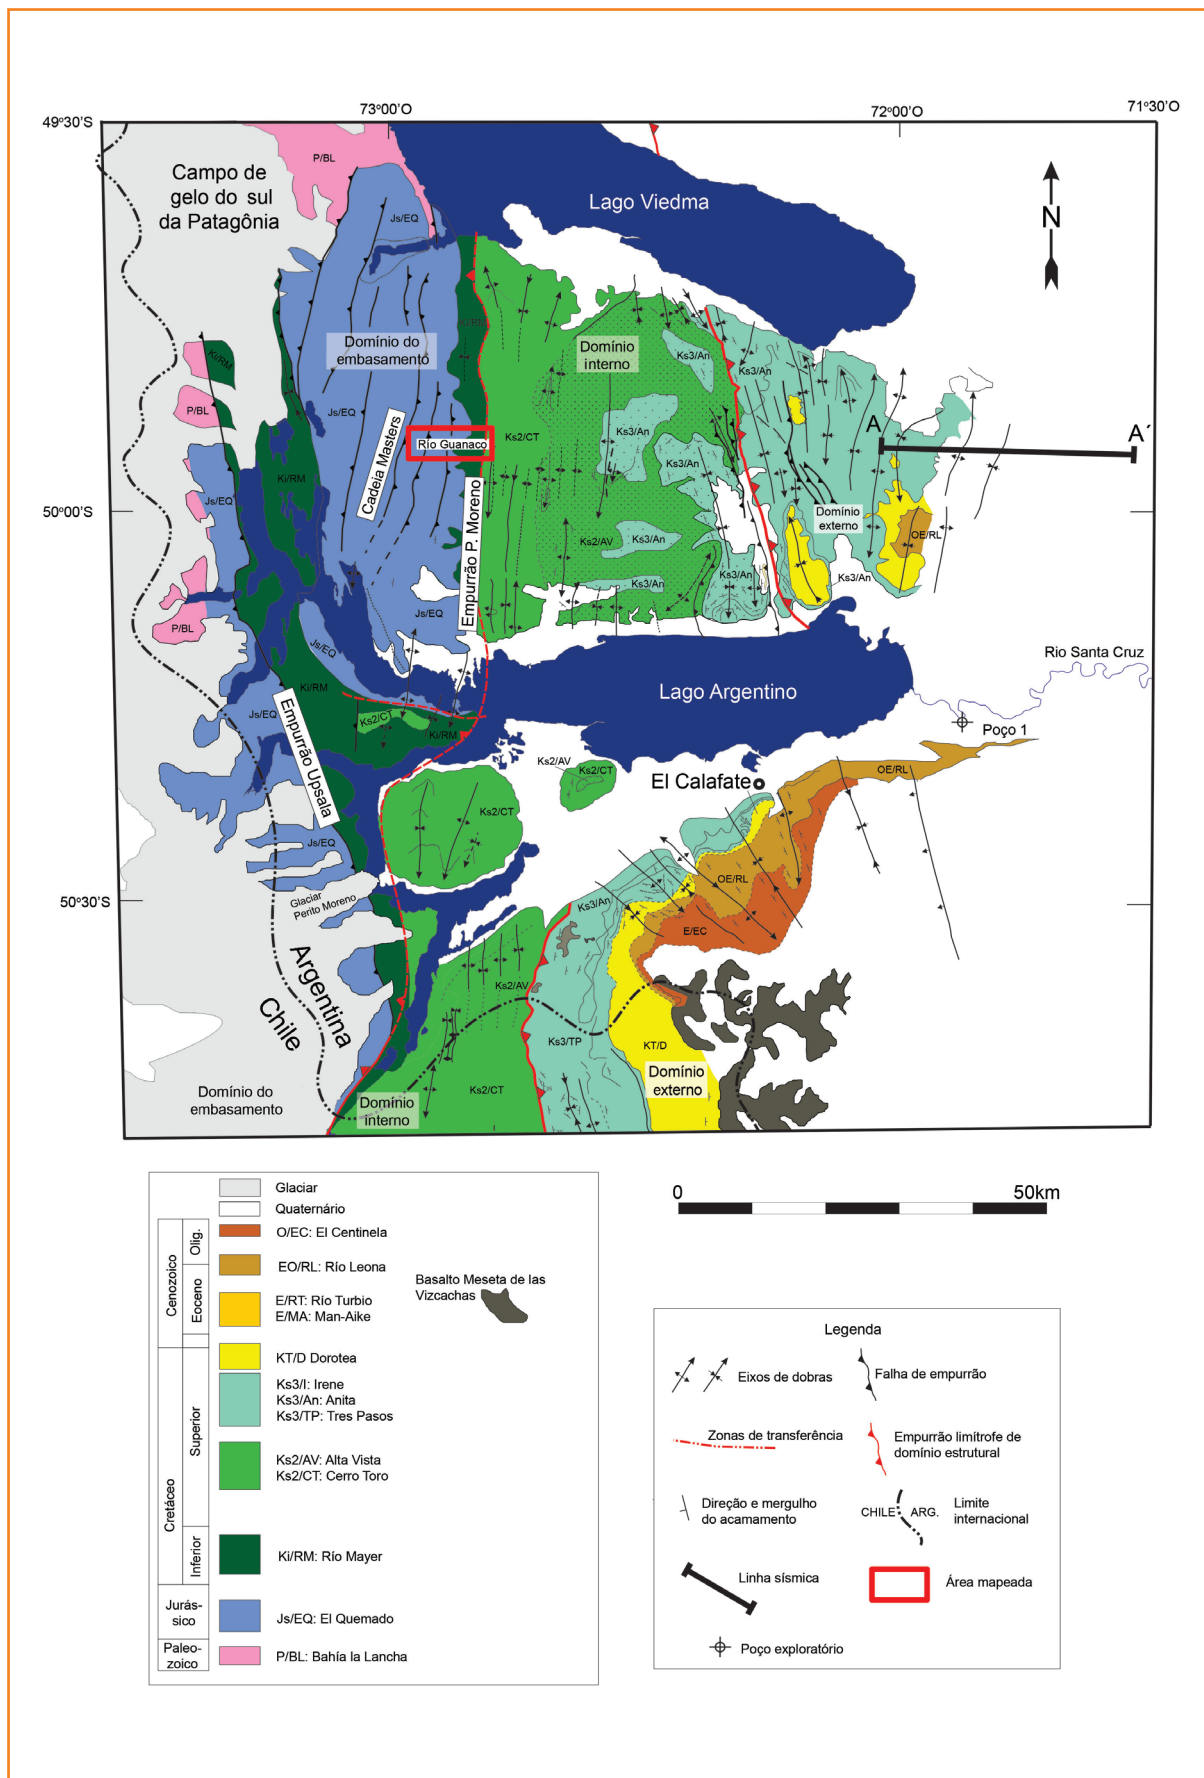 73°00'O
72°00'O
71°30'O
49°30'S
Campo de
gelo do sul
da Patagônia
P/BL
Js/EQ
Lago Viedma
N
Ki/RM
Ki/RM
Domínio do
embasamento
Domínio
interno
Ks3/An
Ks3/An
P/BL
Js/EQ
Cadeia Masters
Río Guanaco
Ks2/CT
Ks3/An
Ks3/An
A
A´
Js/EQ
Ki/RM
50°00'S
Empurrão P. Moreno
Ks2/AV
Ks3/An
Domínio
externo
OE/RL
Ks3/An
Ks3/An
Ks3/An
P/BL
Js/EQ
Js/EQ
Rio Santa Cruz
Ki/RM
Lago Argentino
Js/EQ
Empurrão Upsala
Ks2/CT
Ki/RM
Poço 1
Ks2/AV
Ks2/CT
El Calafate
OE/RL
Ks2/CT
Js/EQ
OE/RL
Glaciar
Perito Moreno
50°30'S
Ks3/An
E/EC
Argentina
Chile
Ks2/AV
Ks3/TP
KT/D
Domínio do
embasamento
Domínio
interno
Ks2/CT
Domínio
externo
Glaciar
Quaternário
Cenozoico
Olig.
O/EC: El Centinela
Eoceno
EO/RL: Río Leona
E/RT: Río Turbio
E/MA: Man-Aike
Basalto Meseta de las
Vizcachas
Cretáceo
Superior
KT/D Dorotea
Ks3/I: Irene
Ks3/An: Anita
Ks3/TP: Tres Pasos
Ks2/AV: Alta Vista
Ks2/CT: Cerro Toro
Inferior
Ki/RM: Río Mayer
Jurás-
sico
Js/EQ: El Quemado
Paleo-
zoico
P/BL: Bahía la Lancha
0
50km
Legenda
Eixos de dobras
Falha de empurrão
Zonas de transferência
Empurrão limítrofe de
domínio estrutural
Direção e mergulho
do acamamento
CHILE
ARG.
Limite
internacional
Linha sísmica
Área mapeada
Poço exploratório